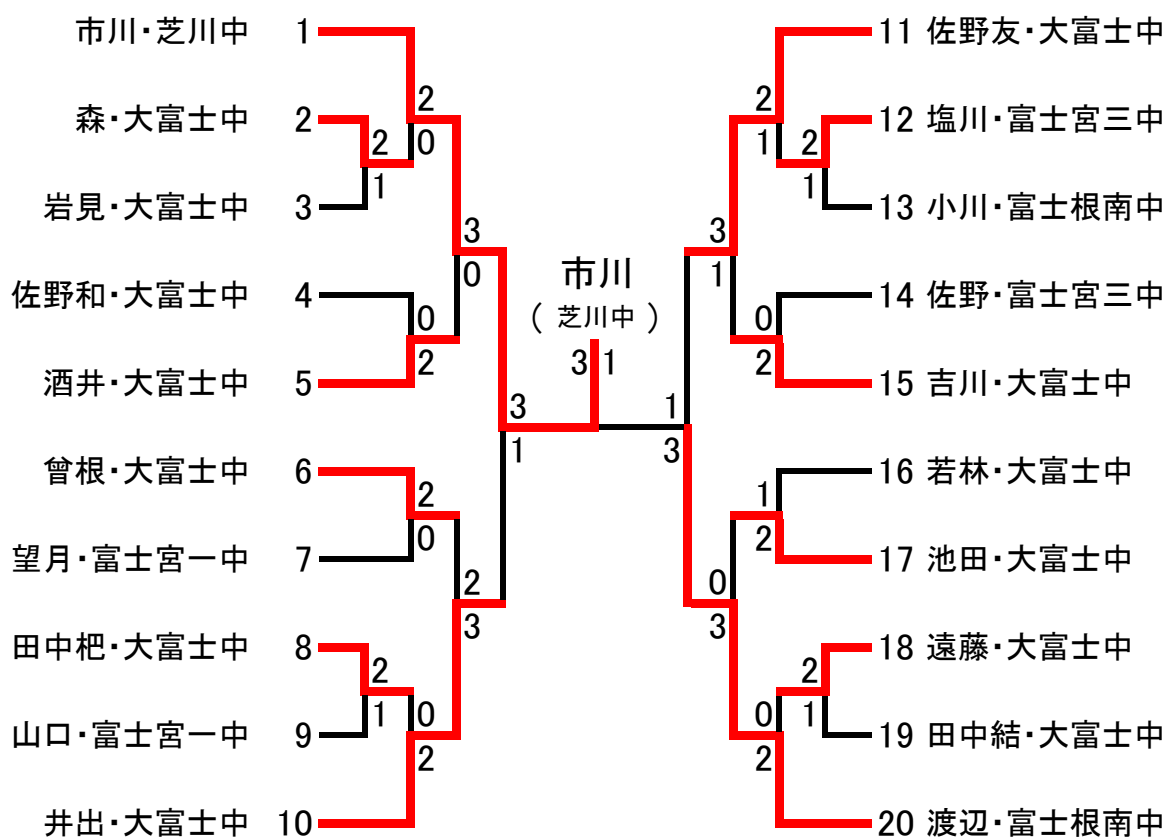 市川・芝川中 1
森・大富士中 2
岩見・大富士中 3
佐野和・大富士中 4
酒井・大富士中 5
曾根・大富士中 6
望月・富士宮一中 7
田中杷・大富士中 8
山口・富士宮一中 9
井出・大富士中 10
2
0
2
1
3
0
0
2
3
1
2
0
2
3
2
1
0
2
市川
( 芝川中 )
3 1
1
3
2
1
2
1
3
1
0
2
1
2
0
3
2
1
0
2
11 佐野友・大富士中
12 塩川・富士宮三中
13 小川・富士根南中
14 佐野・富士宮三中
15 吉川・大富士中
16 若林・大富士中
17 池田・大富士中
18 遠藤・大富士中
19 田中結・大富士中
20 渡辺・富士根南中